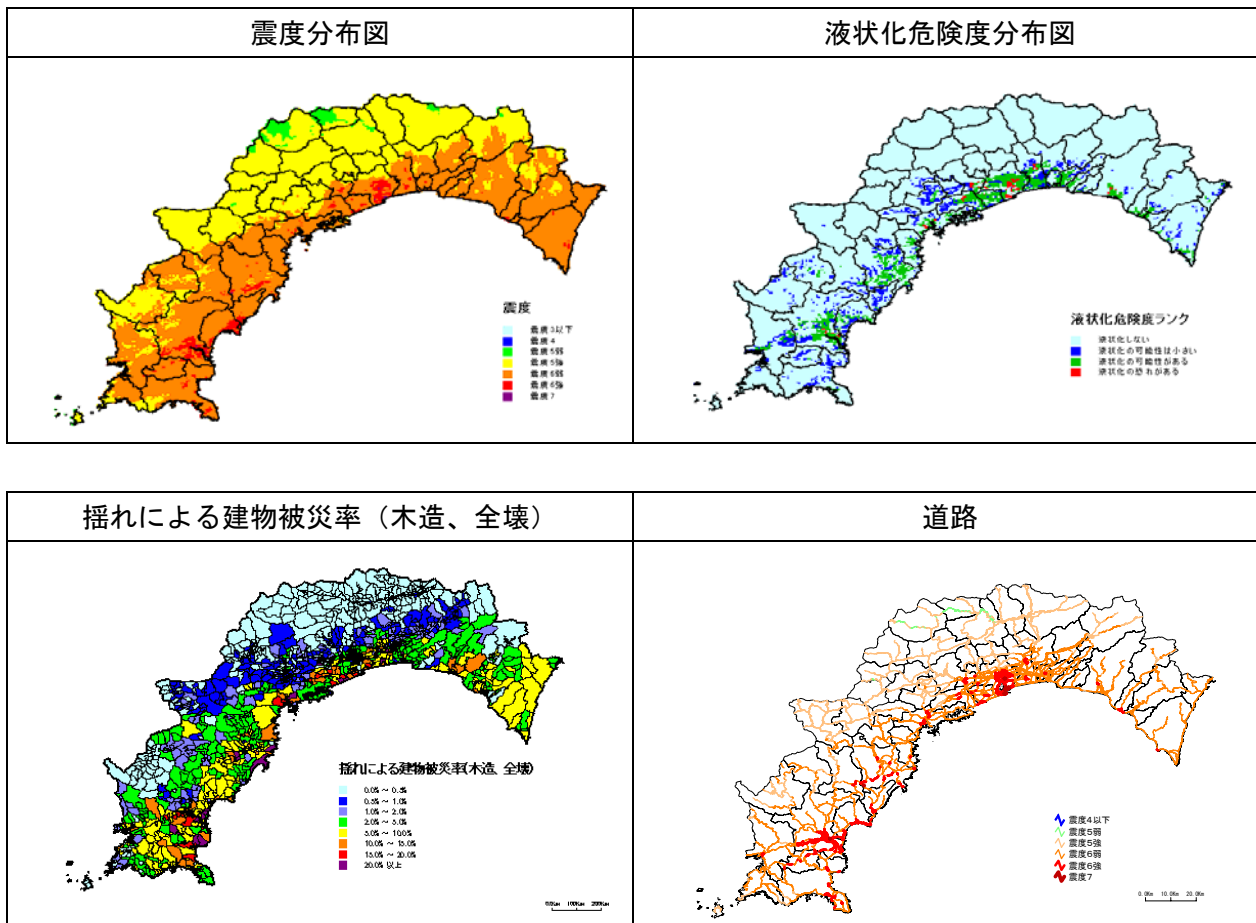 震度分布図
液状化危険度分布図
震度
震度3以下
震度4
震度5弱
震度5強
震度6弱
震度6強
震度7
液状化危険度ランク
液状化しない
液状化の可能性は小さい
液状化の可能性がある
液状化の恐れがある
揺れによる建物被災率（木造、全壊）
道路
揺れによる建物被災率(木造、全壊)
0.0% ~ 0.5%
0.5% ~ 1.0%
1.0% ~ 2.0%
2.0% ~ 5.0%
5.0% ~ 10.0%
10.0% ~ 15.0%
15.0% ~ 20.0%
20.0% 以上
震度4以下
震度5弱
震度5強
震度6弱
震度6強
震度7
0.0Km 10.0Km 20.0Km